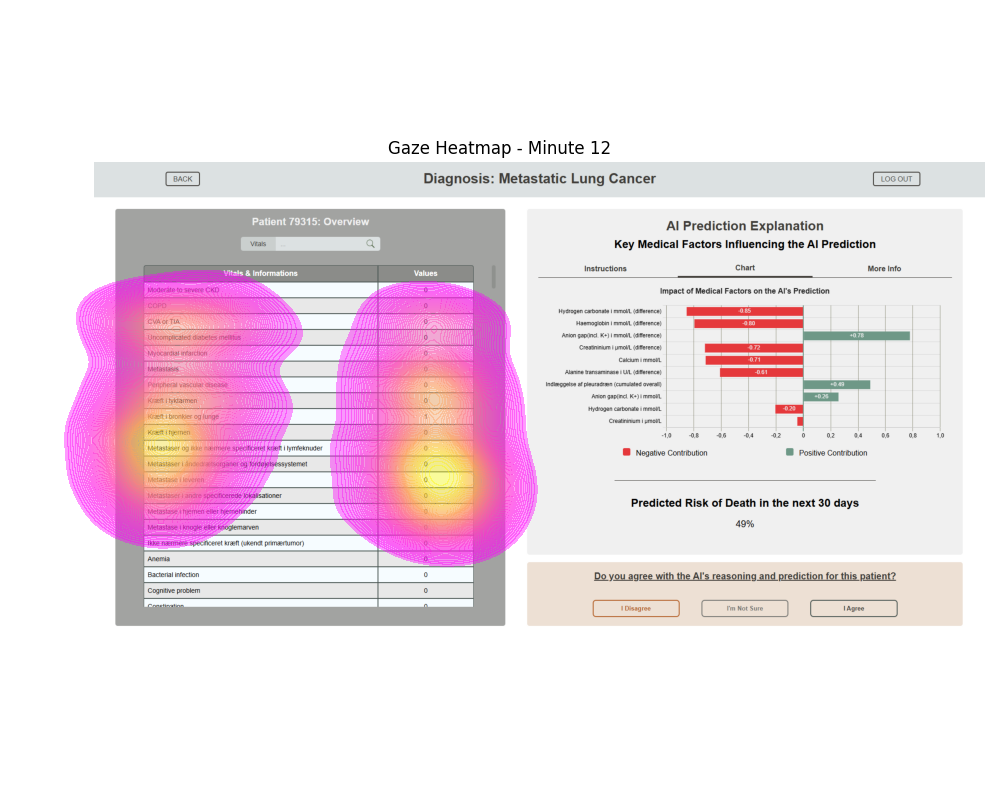 Gaze Heatmap - Minute 12
BACK
Diagnosis: Metastatic Lung Cancer
LOG OUT
Patient 79315: Overview
Vitals
...
Vitals & Informations Values
Moderate to severe CKD 0
COPD 0
CVA or TIA 0
Uncomplicated diabetes mellitus 0
Myocardial infarction 0
Metastasis 0
Peripheral vascular disease 0
Kræft i lyktarmen 0
Kræft i bronkier og lunge 1
Kræft i hjernen 0
Metastaser og ikke nærmere specificeret kræft i lymfeknuder 0
Metastaser i åndedrætsorganer og fordøjelsessystemet 0
Metastase i leveren 0
Metastaser i andre specificerede lokalisationer 0
Metastase i hjernen eller hjernehinder 0
Metastase i knogle eller knoglemarven 0
Ikke nærmere specificeret kræft (ukendt primærtumor) 0
Anemia 0
Bacterial infection 0
Cognitive problem 0
Constipation
AI Prediction Explanation
Key Medical Factors Influencing the AI Prediction
Instructions Chart More Info
Impact of Medical Factors on the AI's Prediction
Hydrogen carbonate i mmol/L (difference) -0.85
Haemoglobin i mmol/L (difference) -0.80
Anion gap(incl. K+) i mmol/L (difference) +0.78
Creatininium i µmol/L (difference) -0.72
Calcium i mmol/L -0.71
Alanine transaminase i U/L (difference) -0.61
Indlæggelse af pleuradræn (cumulated overall) +0.49
Anion gap(incl. K+) i mmol/L +0.26
Hydrogen carbonate i mmol/L -0.20
Creatininium i µmol/L
-1,0 -0,8 -0,6 -0,4 -0,2 0 0,2 0,4 0,6 0,8 1,0
Negative Contribution Positive Contribution
Predicted Risk of Death in the next 30 days
49%
Do you agree with the AI's reasoning and prediction for this patient?
I Disagree I'm Not Sure I Agree